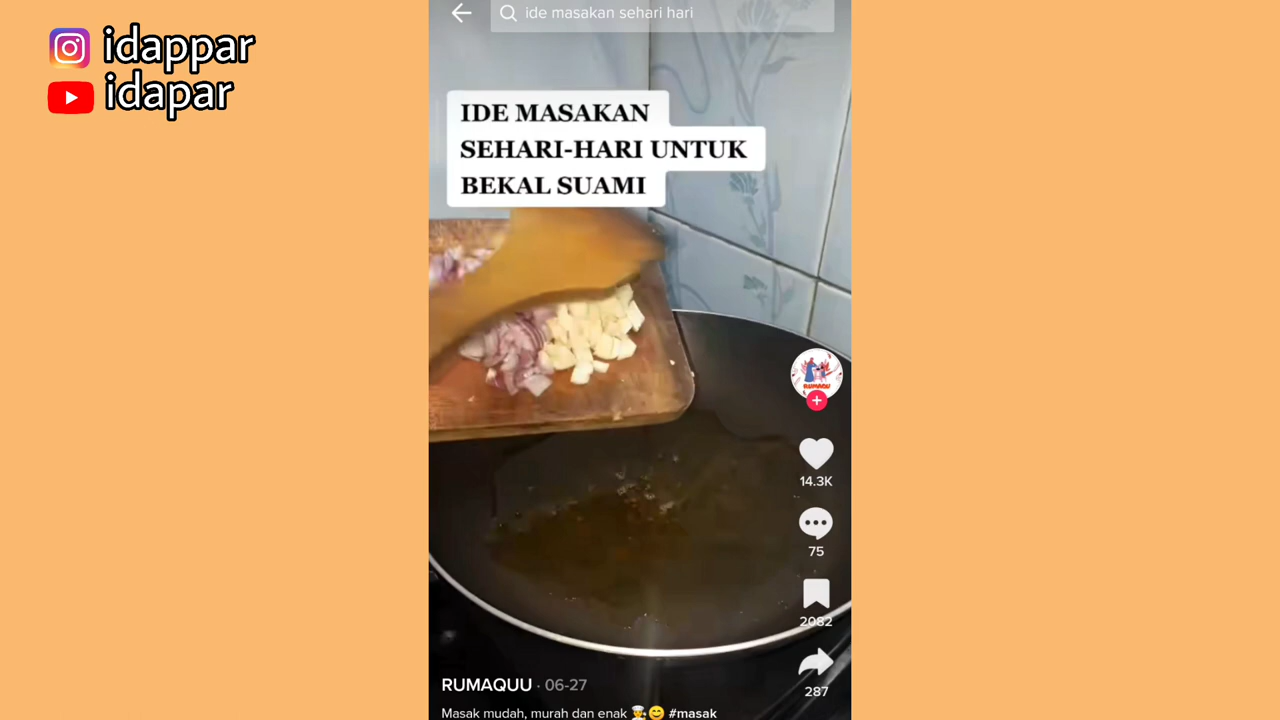 idappar
idapar
ide masakan sehari hari
IDE MASAKAN
SEHARI-HARI UNTUK
BEKAL SUAMI
RUMAQU
14.3K
75
2082
287
RUMAQUU · 06-27
Masak mudah, murah dan enak 👨‍🍳😊 #masak